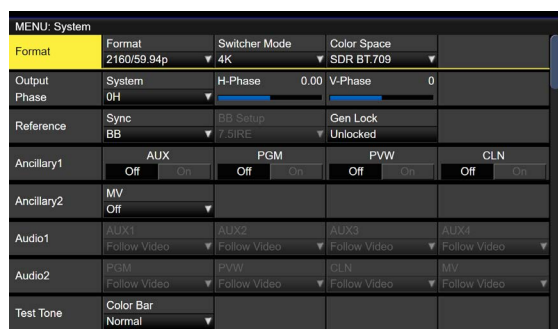 MENU: System
Format
Format
2160/59.94p
Switcher Mode
4K
Color Space
SDR BT.709
Output
Phase
System
0H
H-Phase 0.00
V-Phase 0
Reference
Sync
BB
BB Setup
7.5IRE
Gen Lock
Unlocked
Ancillary1
AUX
Off On
PGM
Off On
PVW
Off On
CLN
Off On
Ancillary2
MV
Off
Audio1
AUX1
Follow Video
AUX2
Follow Video
AUX3
Follow Video
AUX4
Follow Video
Audio2
PGM
Follow Video
PVW
Follow Video
CLN
Follow Video
MV
Follow Video
Test Tone
Color Bar
Normal